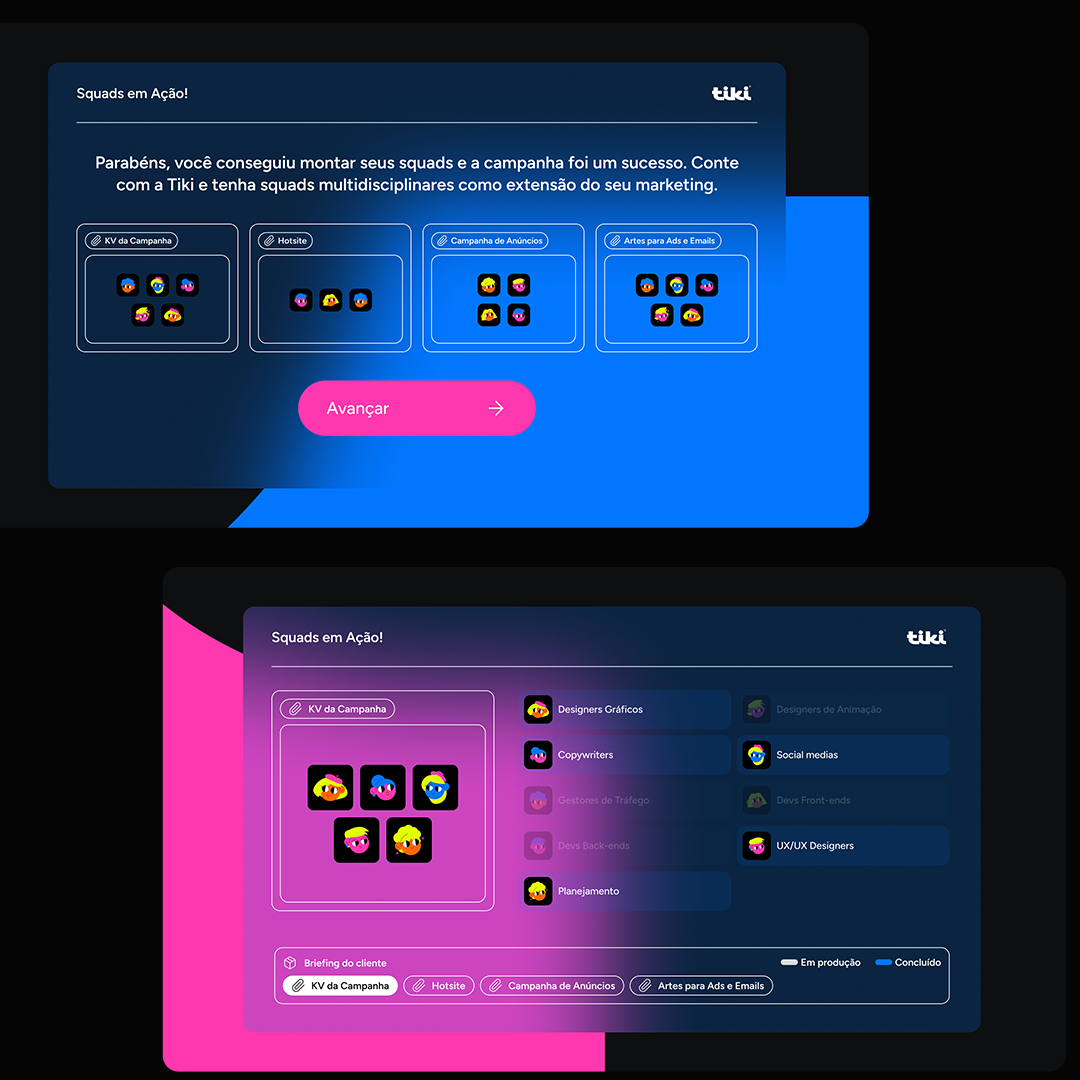 Squads em Ação!
tiki
Parabéns, você conseguiu montar seus squads e a campanha foi um sucesso. Conte
com a Tiki e tenha squads multidisciplinares como extensão do seu marketing.
KV da Campanha
Hotsite
Campanha de Anúncios
Artes para Ads e Emails
Avançar
Squads em Ação!
tiki
KV da Campanha
Designers Gráficos
Designers de Animação
Copywriters
Social medias
Gestores de Tráfego
Devs Front-ends
Devs Back-ends
UX/UX Designers
Planejamento
Briefing do cliente
Em produção
Concluído
KV da Campanha
Hotsite
Campanha de Anúncios
Artes para Ads e Emails